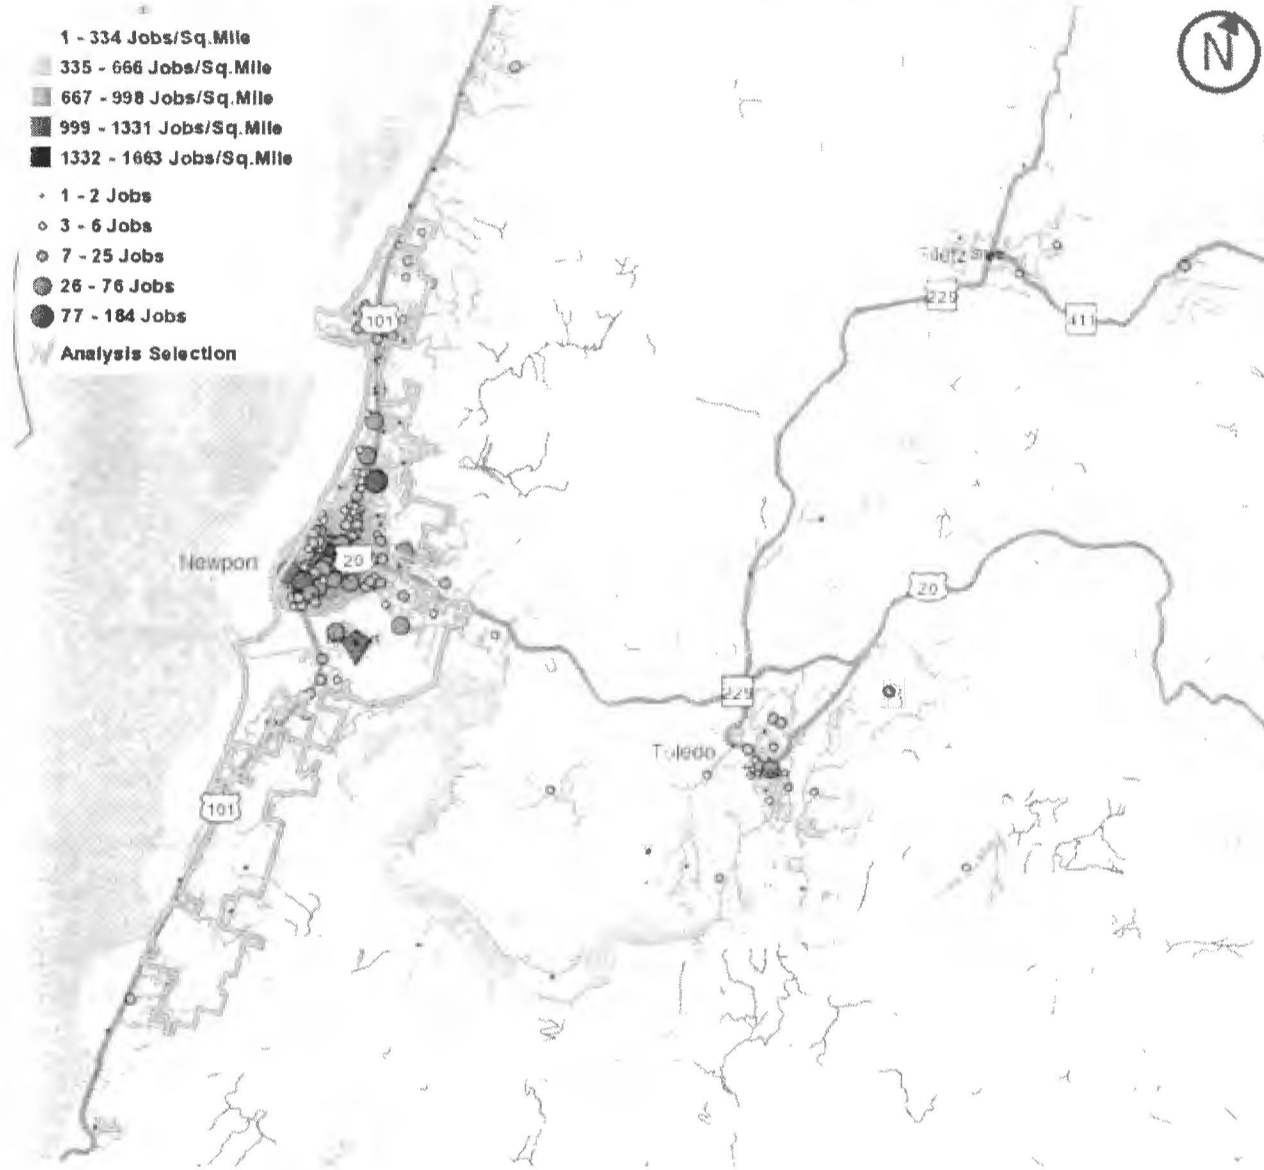 1 - 334 Jobs/Sq.Mile
335 - 666 Jobs/Sq.Mile
667 - 998 Jobs/Sq.Mile
999 - 1331 Jobs/Sq.Mile
1332 - 1663 Jobs/Sq.Mile
1 - 2 Jobs
3 - 6 Jobs
7 - 25 Jobs
26 - 76 Jobs
77 - 184 Jobs
Analysis Selection
N
101
229
411
Newport
20
20
229
Toledo
101